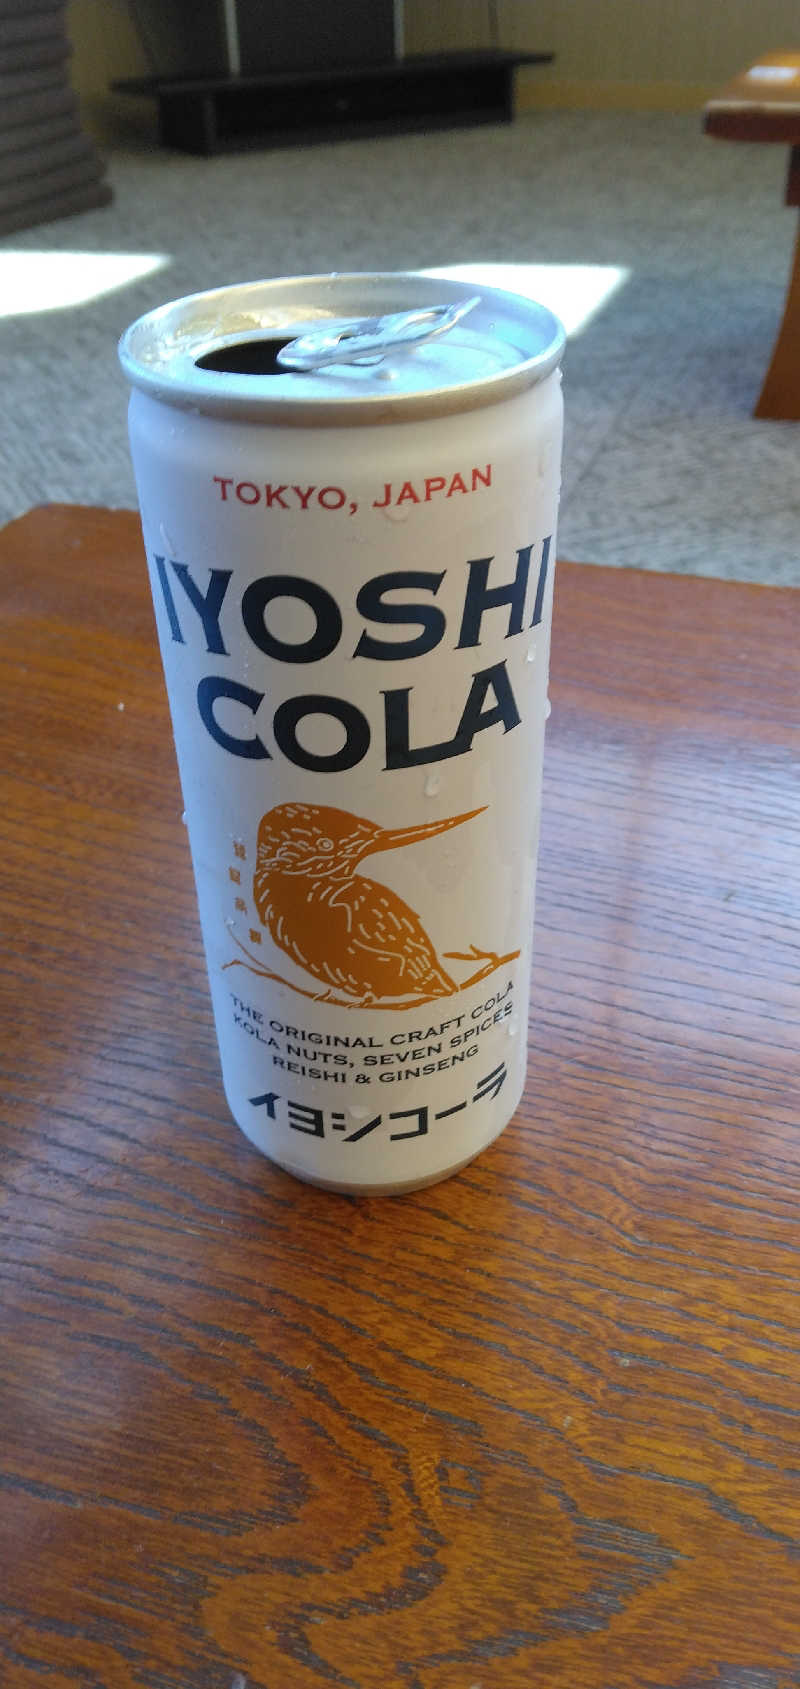 TOKYO, JAPAN
IYOSHI
COLA
THE ORIGINAL CRAFT COLA
KOLA NUTS, SEVEN SPICES
REISHI & GINSENG
イヨシコーラ